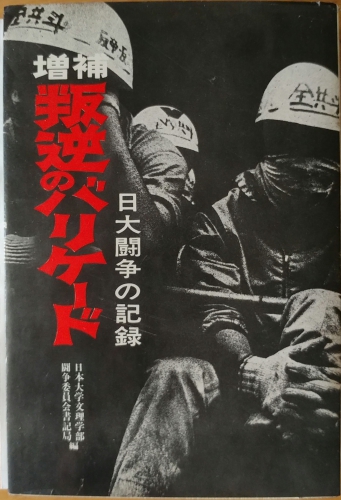 増補
叛逆のバリケード
日大闘争の記録
日本大学文理学部
闘争委員会書記局 編
全共斗
全共斗